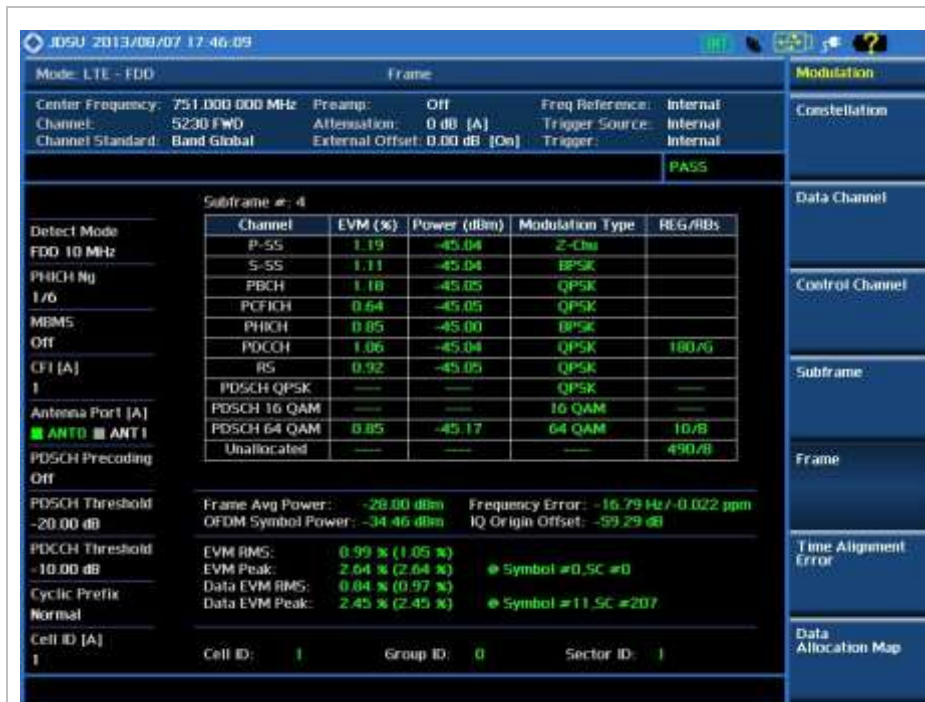 JDSU 2013/08/07 17:46:09
Mode: LTE - FDD Frame Modulation
Center Frequency: 751.000 000 MHz Preamp: Off Freq Reference: Internal
Channel: 5230 FWD Attenuation: 0 dB [A] Trigger Source: Internal
Channel Standard: Band Global External Offset: 0.00 dB [On] Trigger: Internal
PASS
Subframe #: 4
Channel EVM (%) Power (dBm) Modulation Type REG/RBs
P-SS 1.19 -45.04 Z-Chu
S-SS 1.11 -45.04 BPSK
PBCH 1.18 -45.05 QPSK
PCFICH 0.64 -45.05 QPSK
PHICH 0.85 -45.00 BPSK
PDCCH 1.06 -45.04 QPSK 180/G
RS 0.92 -45.05 QPSK
PDSCH QPSK ---- ---- QPSK ----
PDSCH 16 QAM ---- ---- 16 QAM ----
PDSCH 64 QAM 0.85 -45.17 64 QAM 10/B
Unallocated ---- ---- ---- 490/B
Frame Avg Power: -28.00 dBm Frequency Error: -16.79 Hz/-0.022 ppm
OFDM Symbol Power: -34.46 dBm IQ Origin Offset: -59.29 dB
EVM RMS: 0.99 % (1.05 %)
EVM Peak: 2.64 % (2.64 %) @ Symbol #0,SC #0
Data EVM RMS: 0.84 % (0.97 %)
Data EVM Peak: 2.45 % (2.45 %) @ Symbol #11,SC #207
Cell ID: 1 Group ID: 0 Sector ID: 1
Detect Mode
FDD 10 MHz
PHICH Ng
1/6
MBMS
Off
CFI [A]
1
Antenna Port [A]
ANT0 ANT1
PDSCH Precoding
Off
PDSCH Threshold
-20.00 dB
PDCCH Threshold
-10.00 dB
Cyclic Prefix
Normal
Cell ID [A]
1
Constellation
Data Channel
Control Channel
Subframe
Frame
Time Alignment
Error
Data
Allocation Map